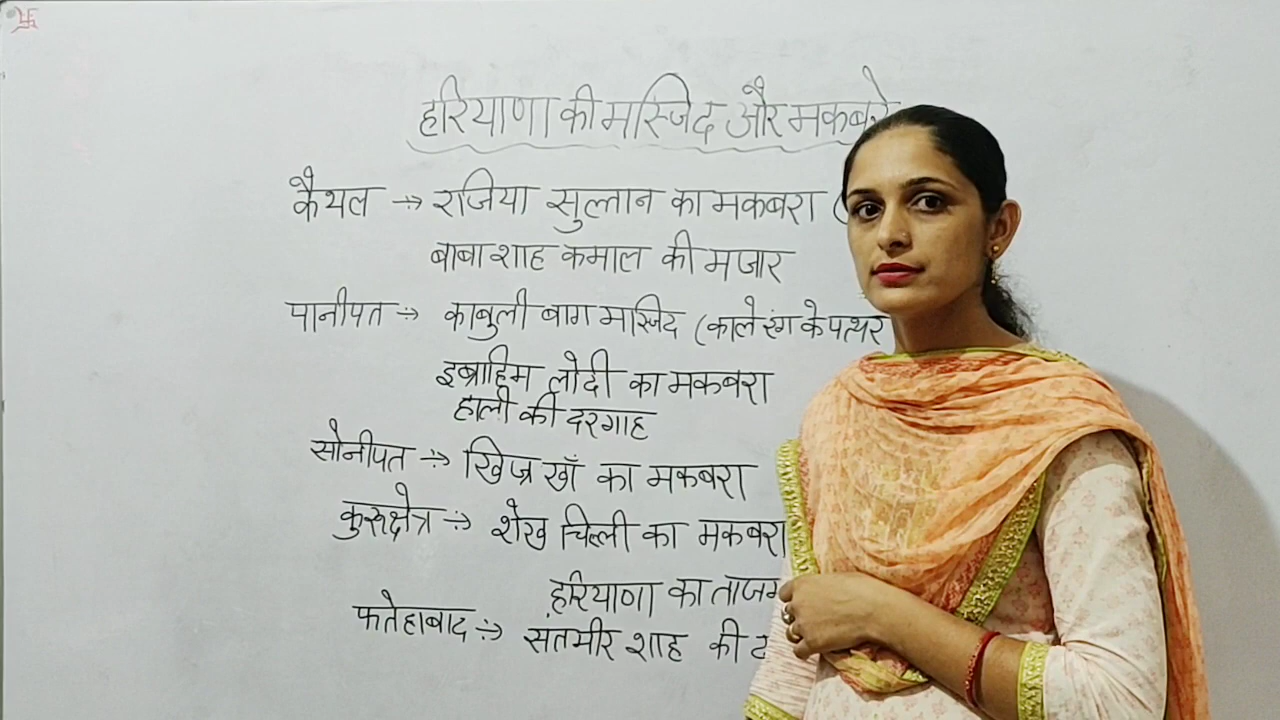 हरियाणा की मस्जिद और मकबरे
कैथल → रजिया सुल्तान का मकबरा (
बाबा शाह कमाल की मजार
पानीपत → काबुली बाग मस्जिद (काले रंग के पत्थर
इब्राहिम लोदी का मकबरा
हाली की दरगाह
सोनीपत → खिज्र खाँ का मकबरा
कुरूक्षेत्र → शेख चिल्ली का मकबरा
हरियाणा का
फतेहाबाद → संतमीर शाह की